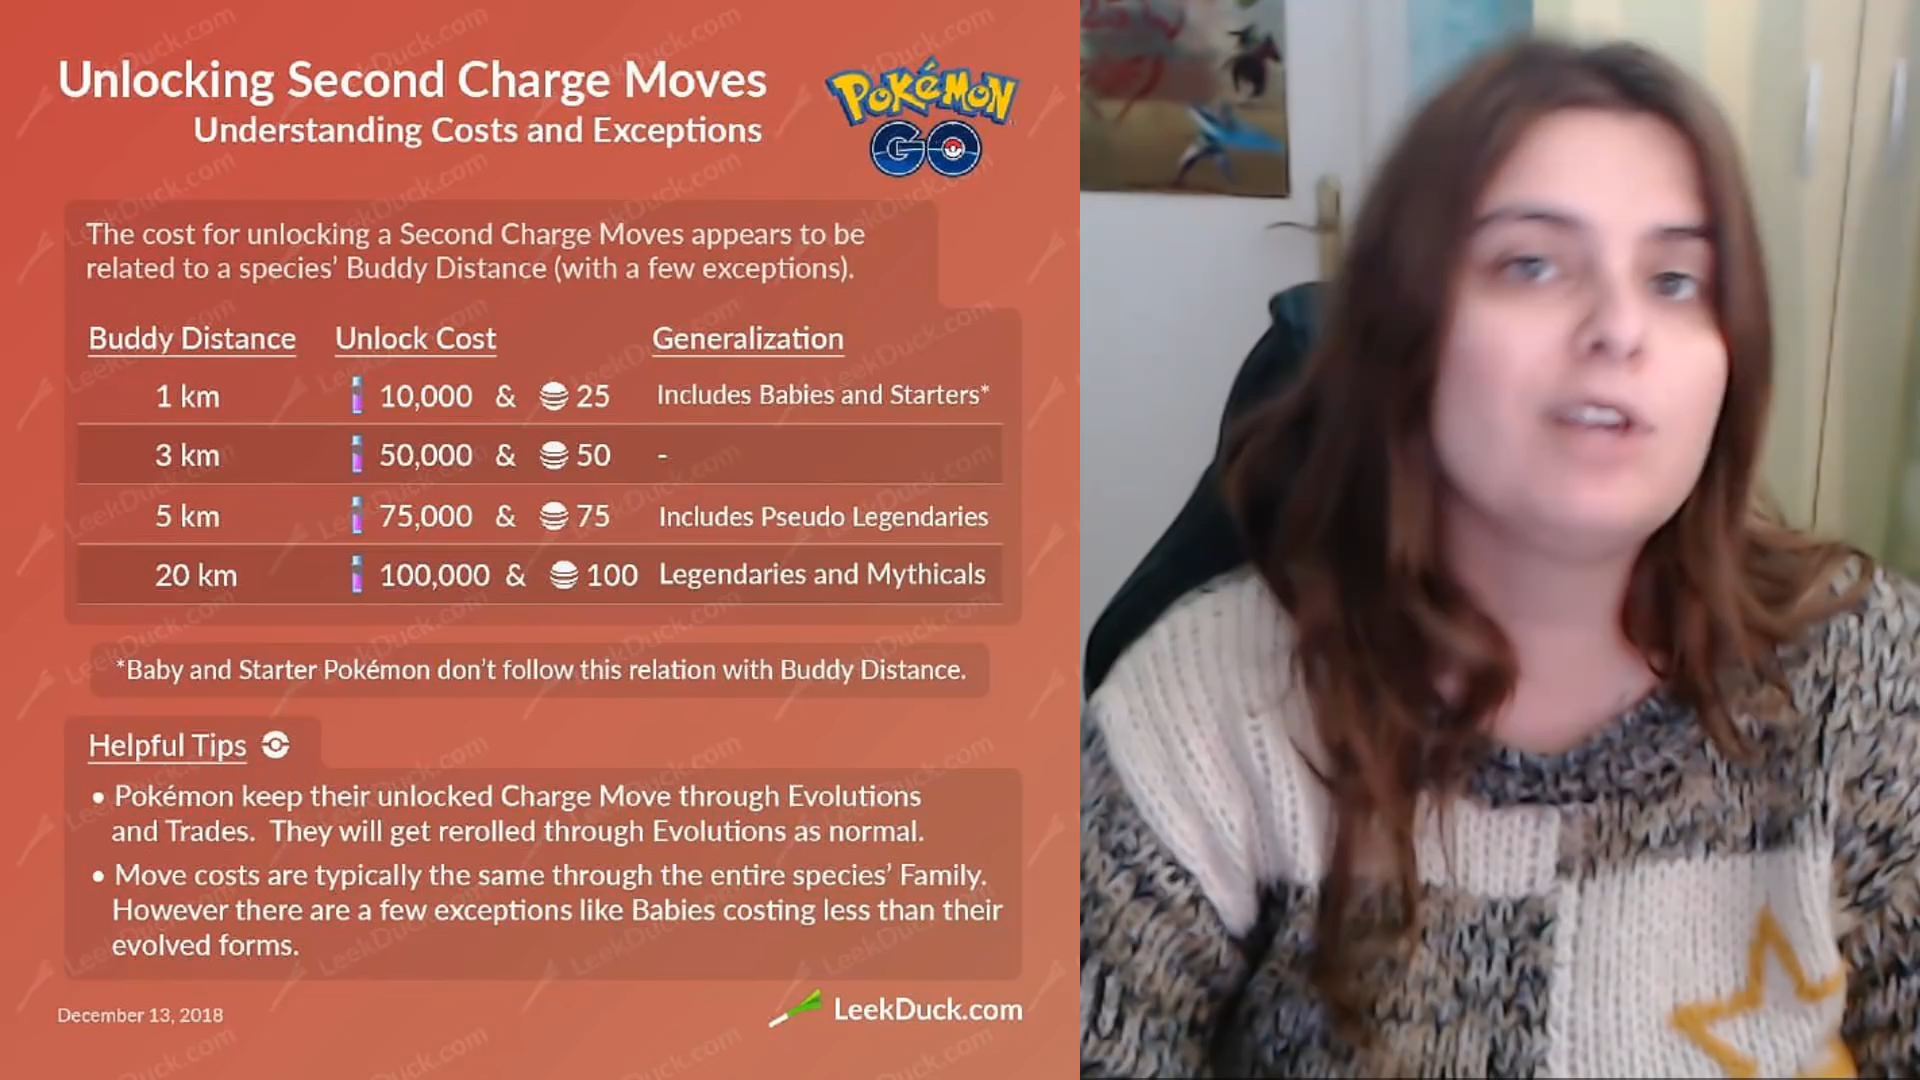 Unlocking Second Charge Moves
Understanding Costs and Exceptions
POKéMON
GO
The cost for unlocking a Second Charge Moves appears to be
related to a species' Buddy Distance (with a few exceptions).
Buddy Distance Unlock Cost Generalization
1 km 10,000 & 25 Includes Babies and Starters*
3 km 50,000 & 50 -
5 km 75,000 & 75 Includes Pseudo Legendaries
20 km 100,000 & 100 Legendaries and Mythicals
*Baby and Starter Pokémon don't follow this relation with Buddy Distance.
Helpful Tips
• Pokémon keep their unlocked Charge Move through Evolutions
and Trades. They will get rerolled through Evolutions as normal.
• Move costs are typically the same through the entire species' Family.
However there are a few exceptions like Babies costing less than their
evolved forms.
December 13, 2018
LeekDuck.com